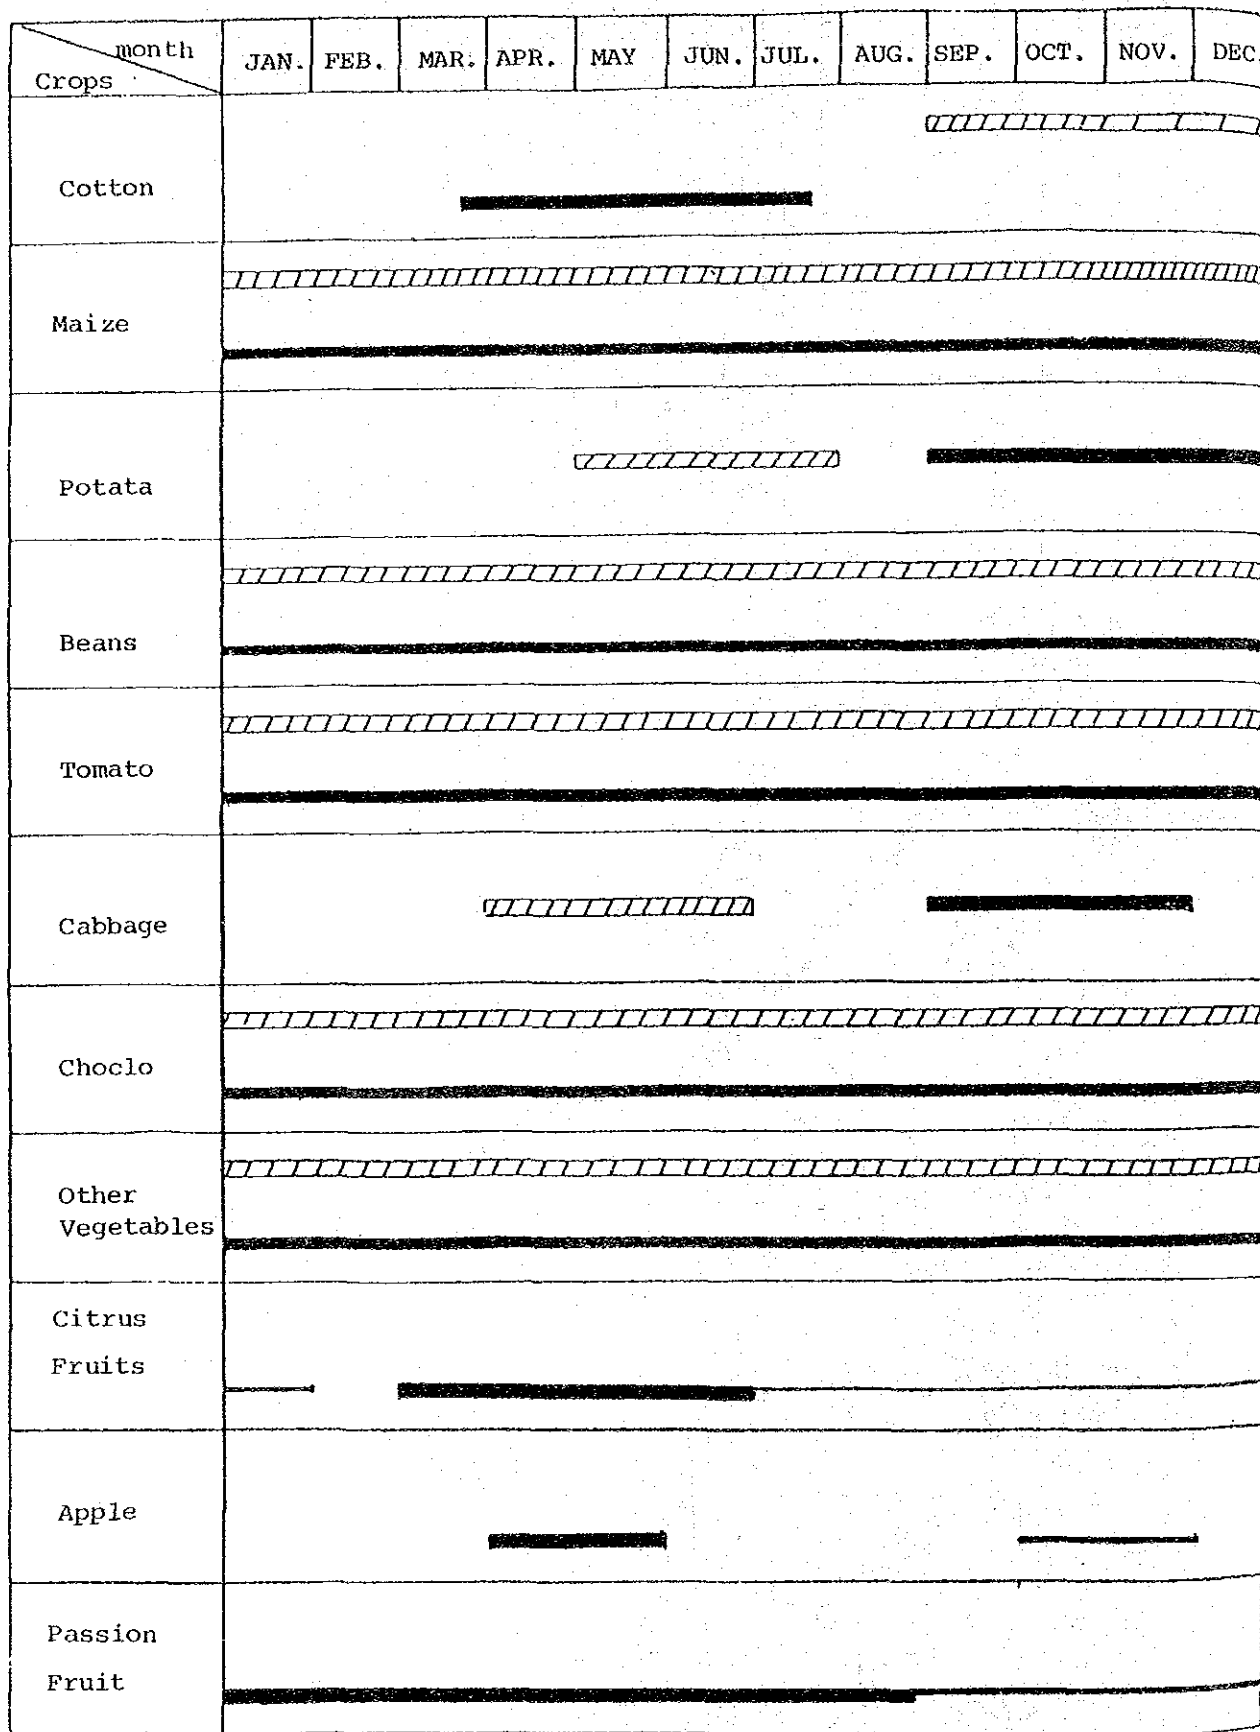 month
Crops
JAN. FEB. MAR. APR. MAY JUN. JUL. AUG. SEP. OCT. NOV. DEC.
Cotton
Maize
Potata
Beans
Tomato
Cabbage
Choclo
Other
Vegetables
Citrus
Fruits
Apple
Passion
Fruit